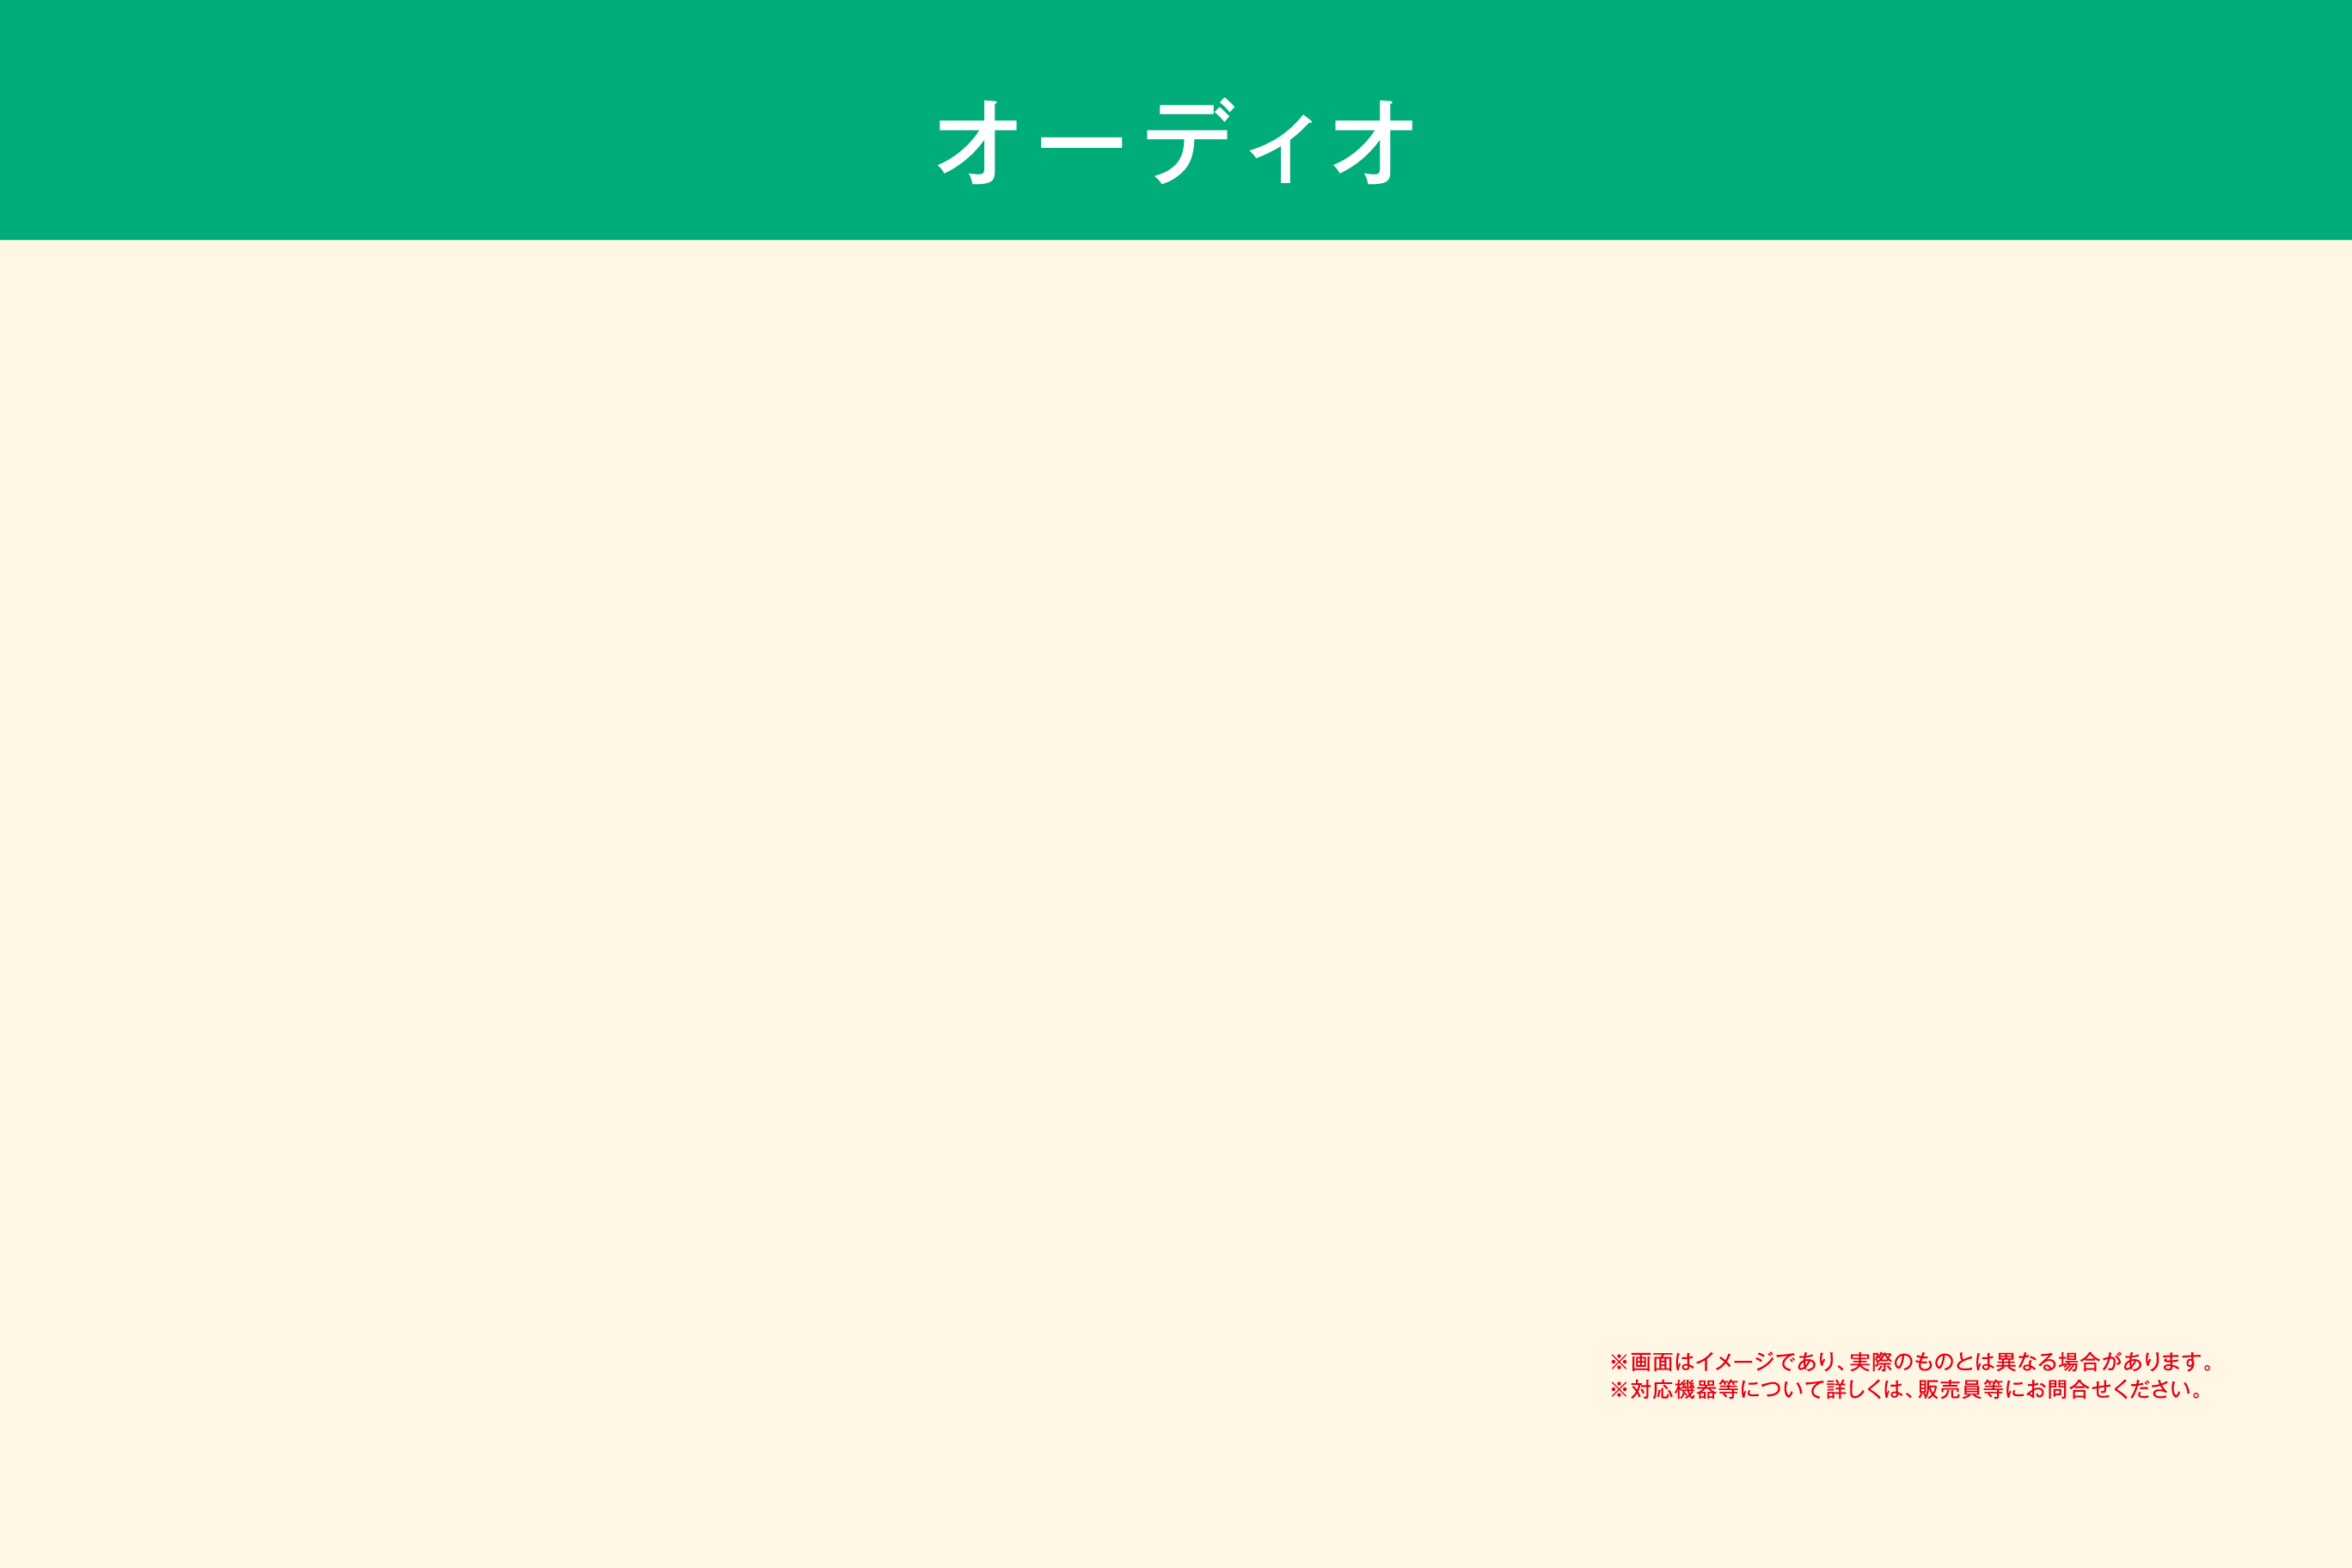 オーディオ
※画面はイメージであり、実際のものとは異なる場合があります。
※対応機器等について詳しくは、販売員等にお問合せください。